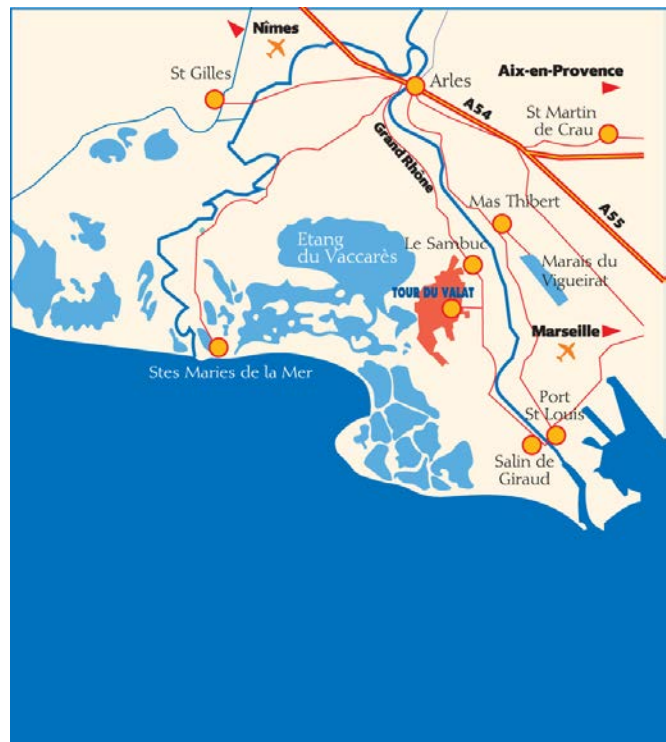 Nîmes
St Gilles
Arles
Aix-en-Provence
A54
St Martin
de Crau
Grand Rhône
A55
Mas Thibert
Etang
du Vaccarès
Le Sambuc
Marais du
Vigueirat
TOUR DU VALAT
Marseille
Stes Maries de la Mer
Port
St Louis
Salin de
Giraud